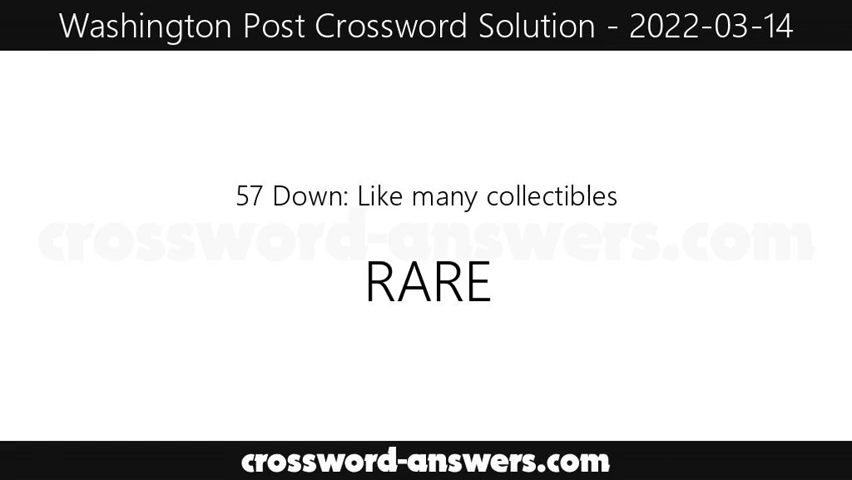 Washington Post Crossword Solution - 2022-03-14
57 Down: Like many collectibles
crossword-answers.com
RARE
crossword-answers.com